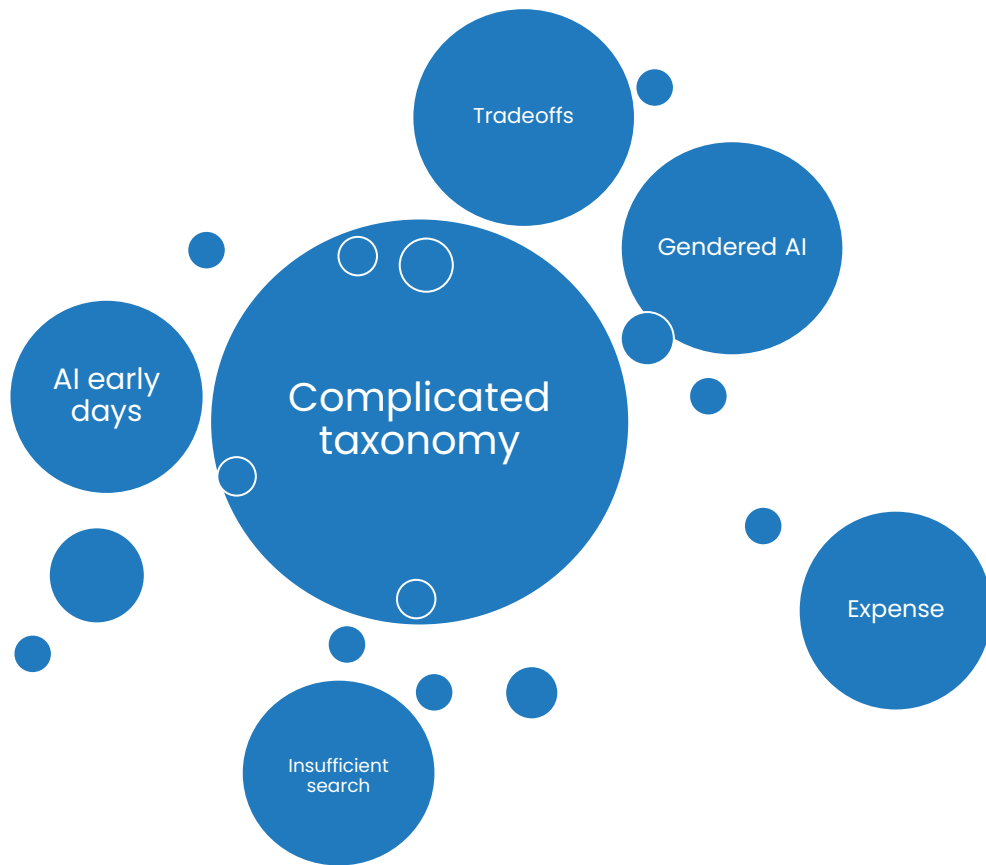 Tradeoffs
Gendered AI
AI early
days
Complicated
taxonomy
Expense
Insufficient
search